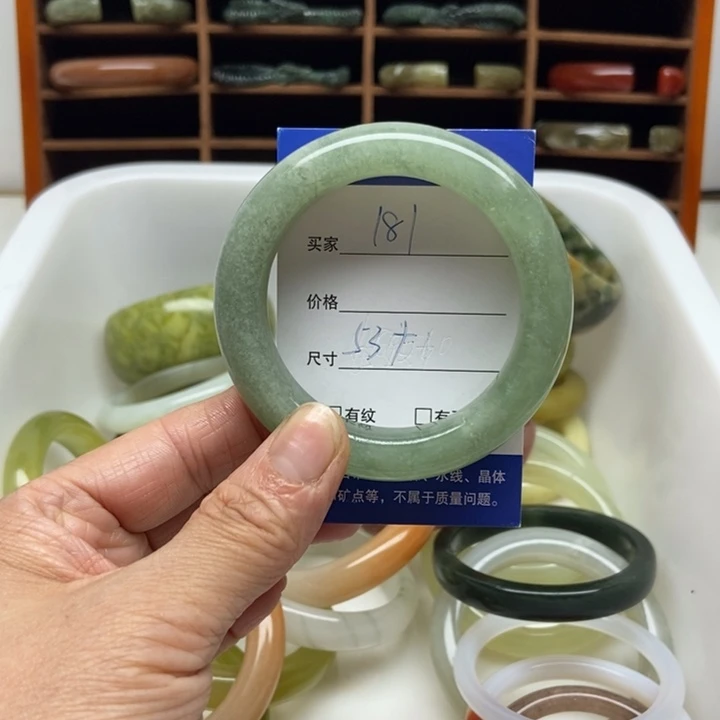 买家 181
价格
尺寸 53++
有纹
水线、晶体
矿点等，不属于质量问题。